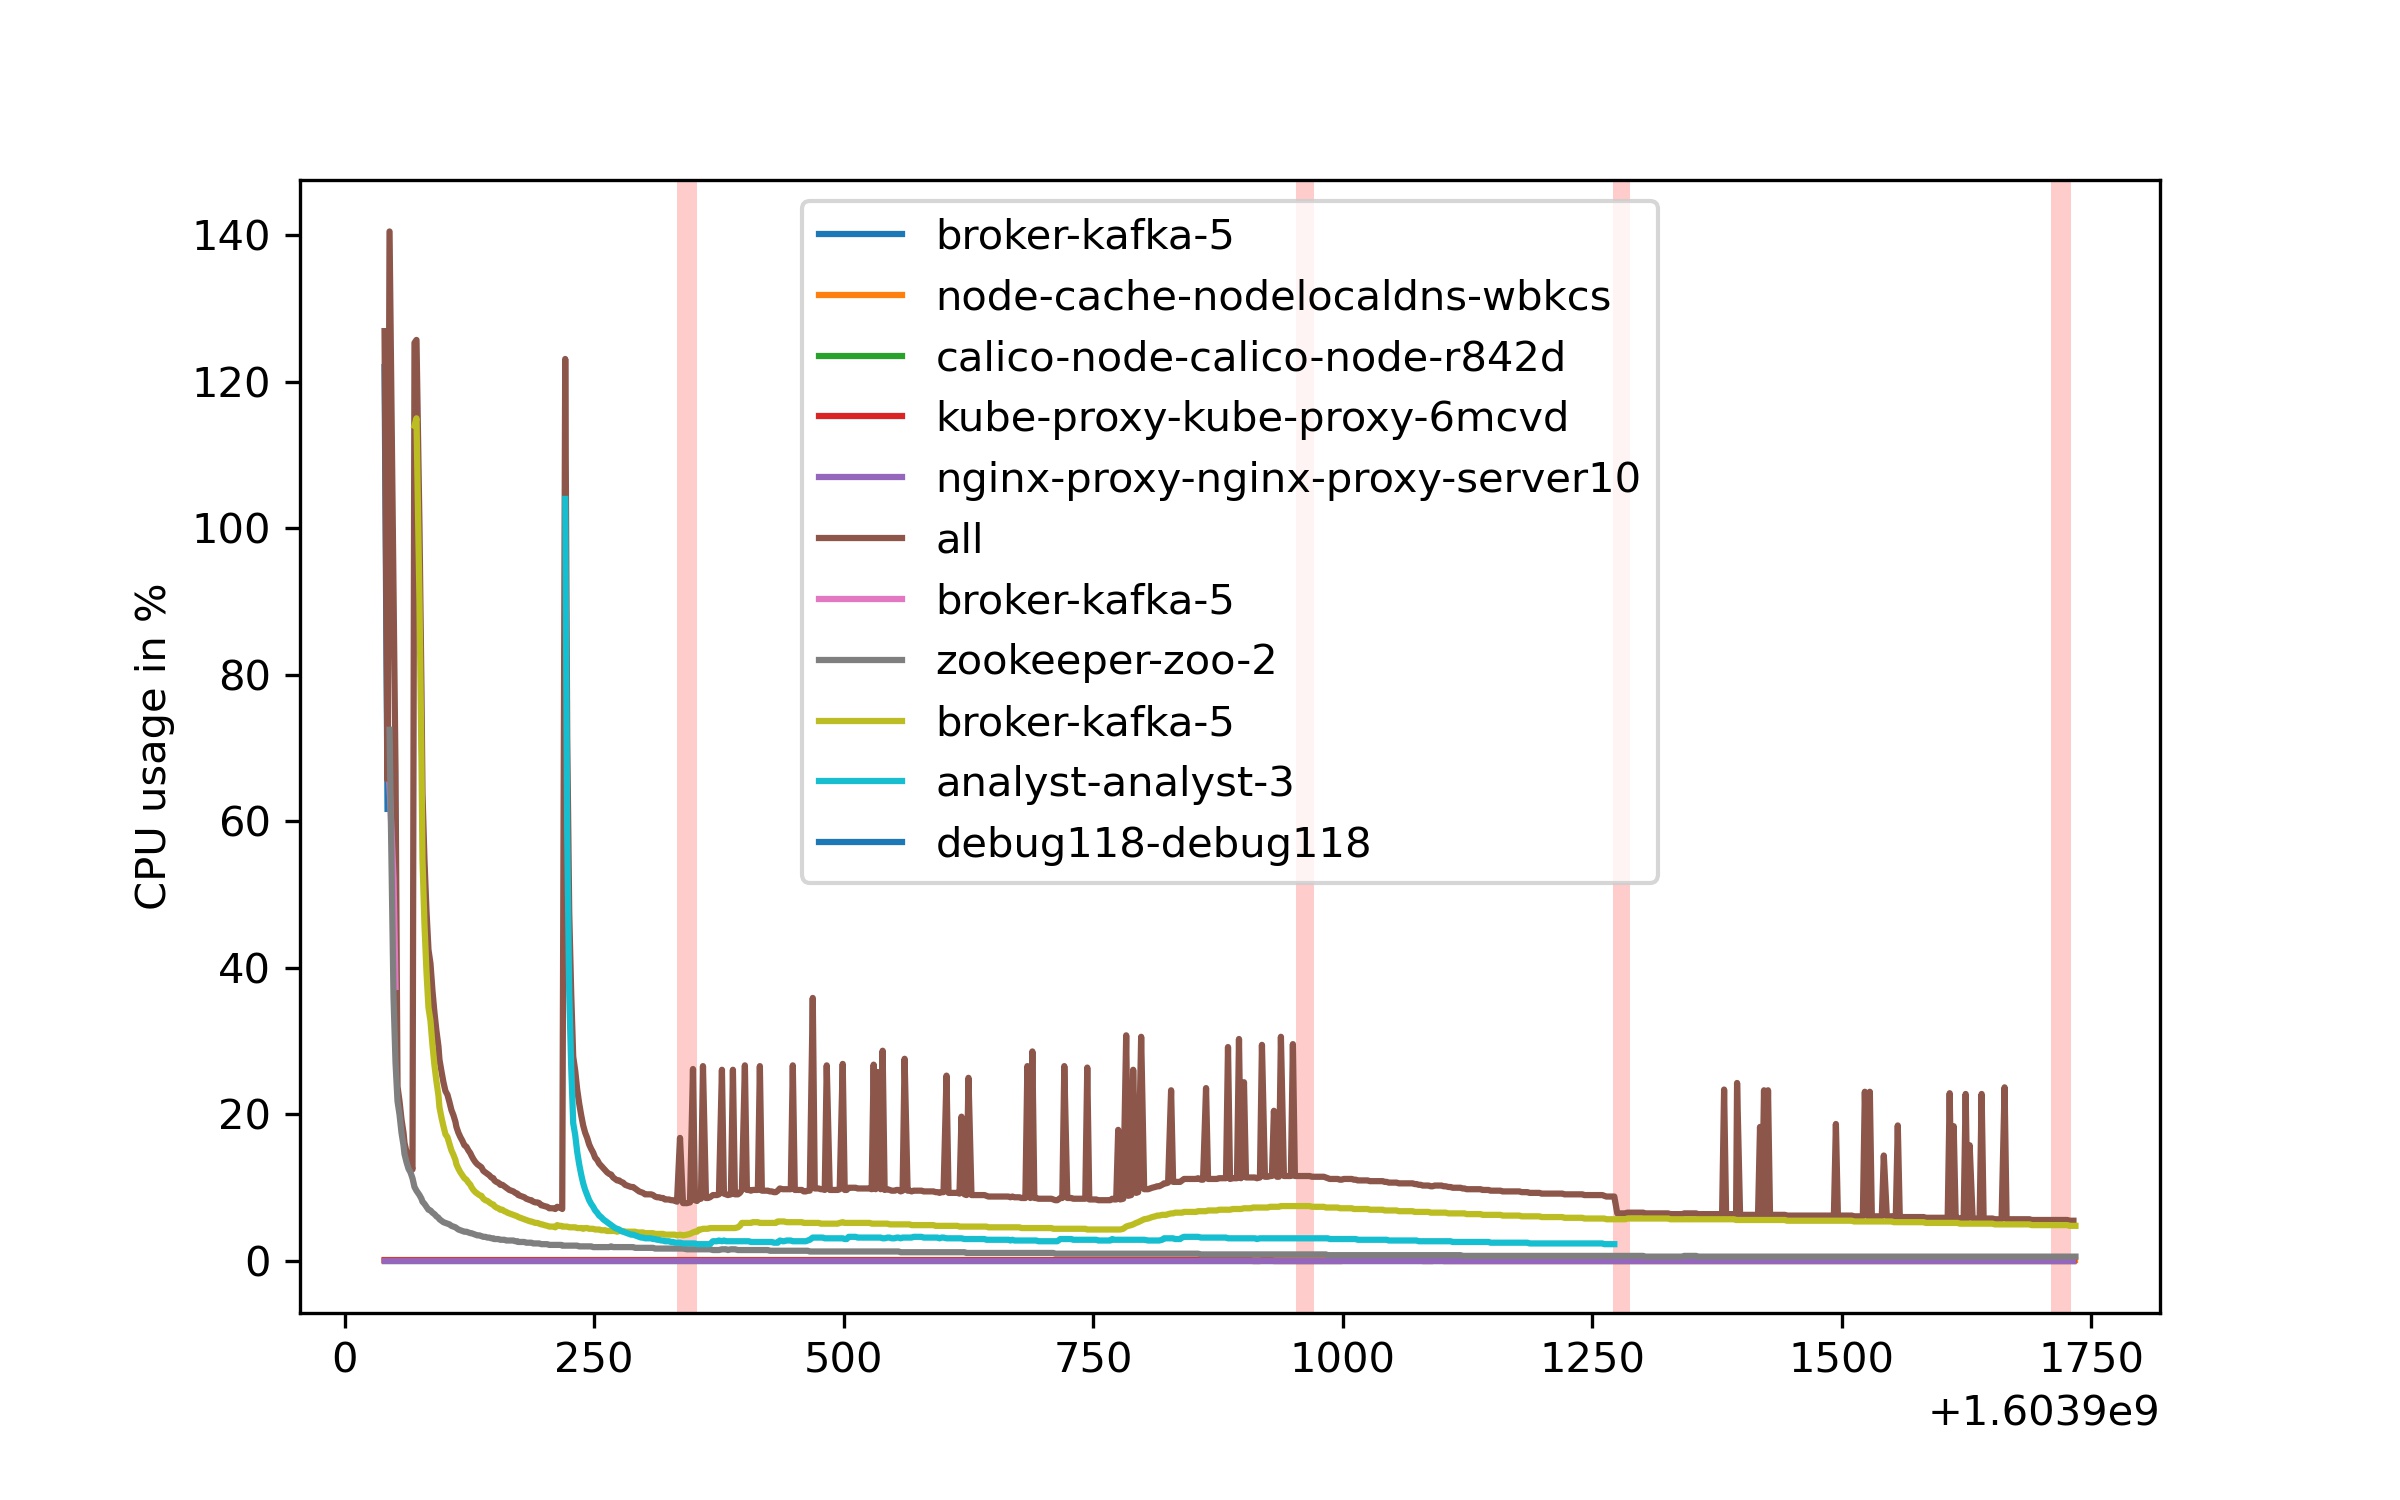 140
120
100
80
60
40
20
0
CPU usage in %
broker-kafka-5
node-cache-nodelocaldns-wbkcs
calico-node-calico-node-r842d
kube-proxy-kube-proxy-6mcvd
nginx-proxy-nginx-proxy-server10
all
broker-kafka-5
zookeeper-zoo-2
broker-kafka-5
analyst-analyst-3
debug118-debug118
0 250 500 750 1000 1250 1500 1750
+1.6039e9